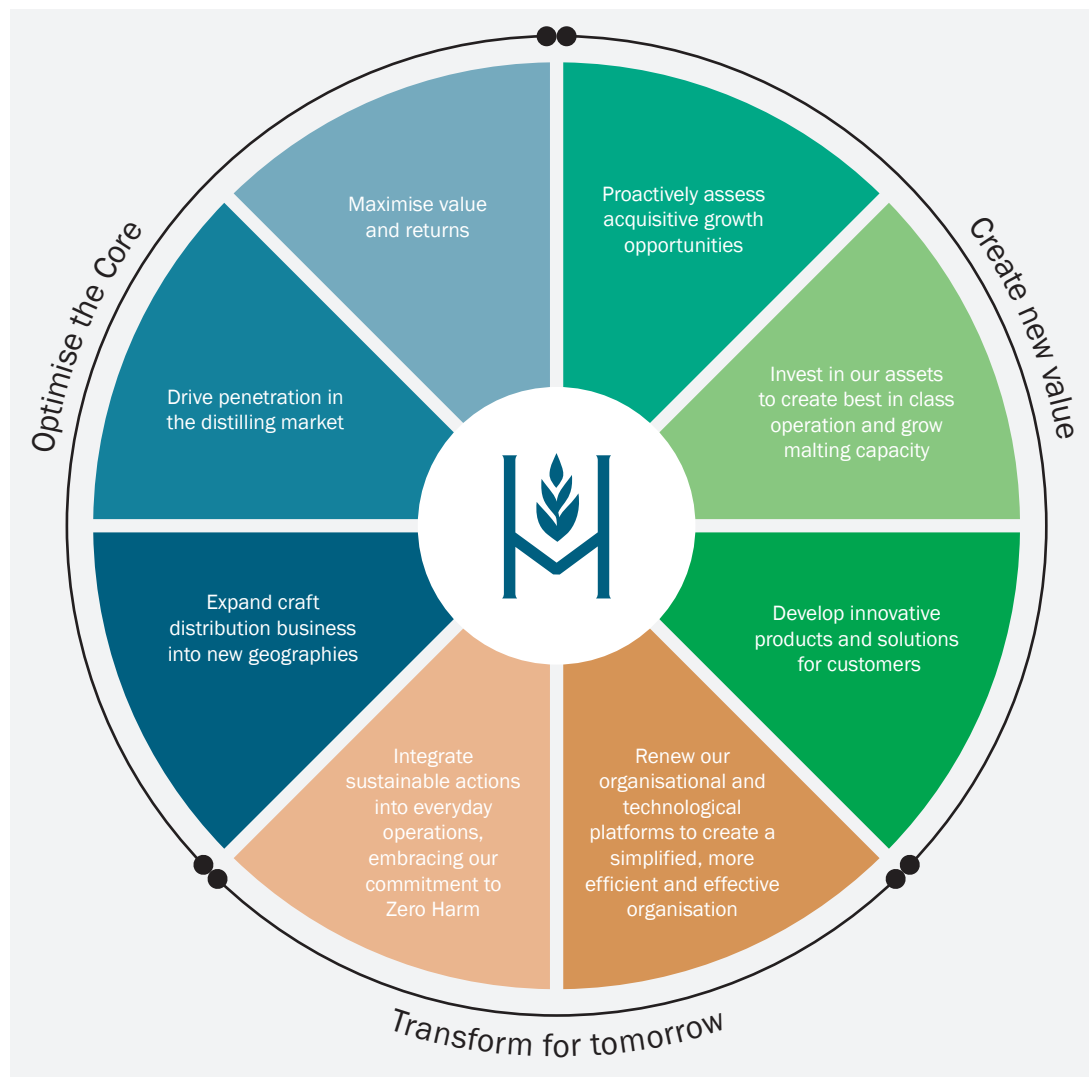 Optimise the Core
Maximise value
and returns
Drive penetration in
the distilling market
Expand craft
distribution business
into new geographies
Create new value
Proactively assess
acquisitive growth
opportunities
Invest in our assets
to create best in class
operation and grow
malting capacity
Develop innovative
products and solutions
for customers
Transform for tomorrow
Integrate
sustainable actions
into everyday
operations,
embracing our
commitment to
Zero Harm
Renew our
organisational and
technological
platforms to create a
simplified, more
efficient and effective
organisation